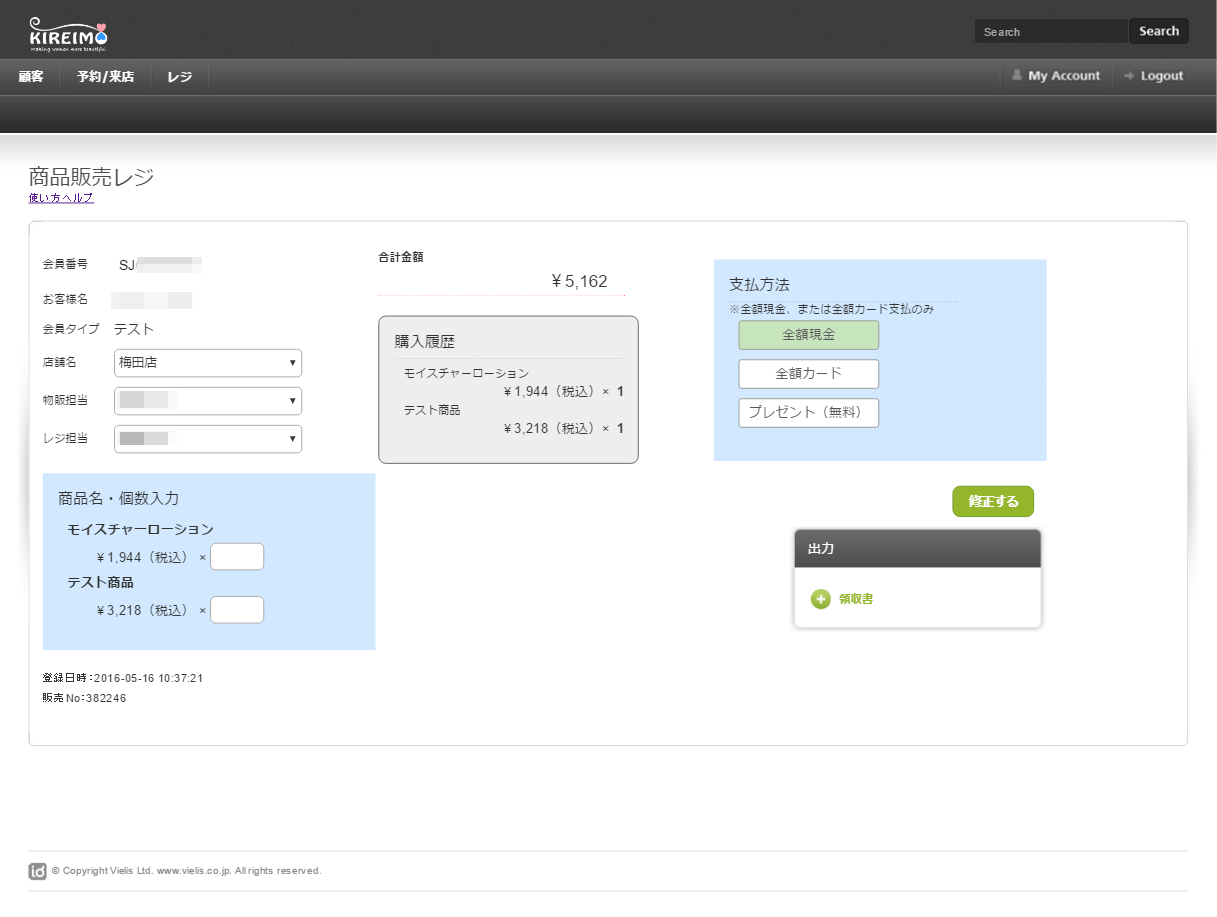 KIREIMO
making women more beautiful.
Search
Search
顧客
予約/来店
レジ
My Account
Logout
商品販売レジ
使い方ヘルプ
会員番号 SJ
お客様名
会員タイプ テスト
店舗名 梅田店
物販担当
レジ担当
商品名・個数入力
モイスチャーローション
¥1,944（税込） ×
テスト商品
¥3,218（税込） ×
登録日時:2016-05-16 10:37:21
販売No:382246
合計金額
¥5,162
購入履歴
モイスチャーローション
¥1,944（税込）× 1
テスト商品
¥3,218（税込）× 1
支払方法
※全額現金、または全額カード支払のみ
全額現金
全額カード
プレゼント（無料）
修正する
出力
領収書
id © Copyright Vielis Ltd. www.vielis.co.jp. All rights reserved.